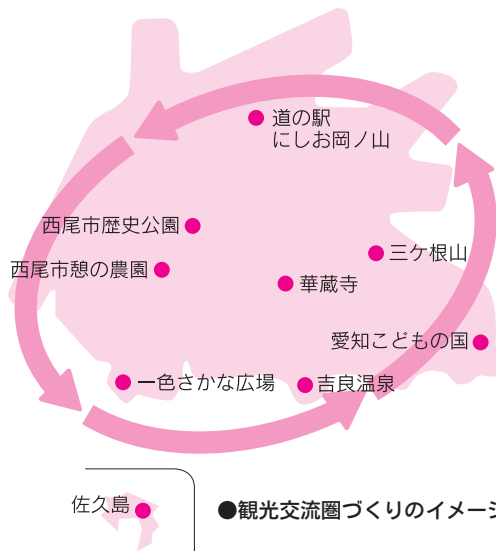 道の駅
にしお岡ノ山
西尾市歴史公園
三ケ根山
西尾市憩の農園
華蔵寺
愛知こどもの国
一色さかな広場
吉良温泉
佐久島
●観光交流圏づくりのイメージ